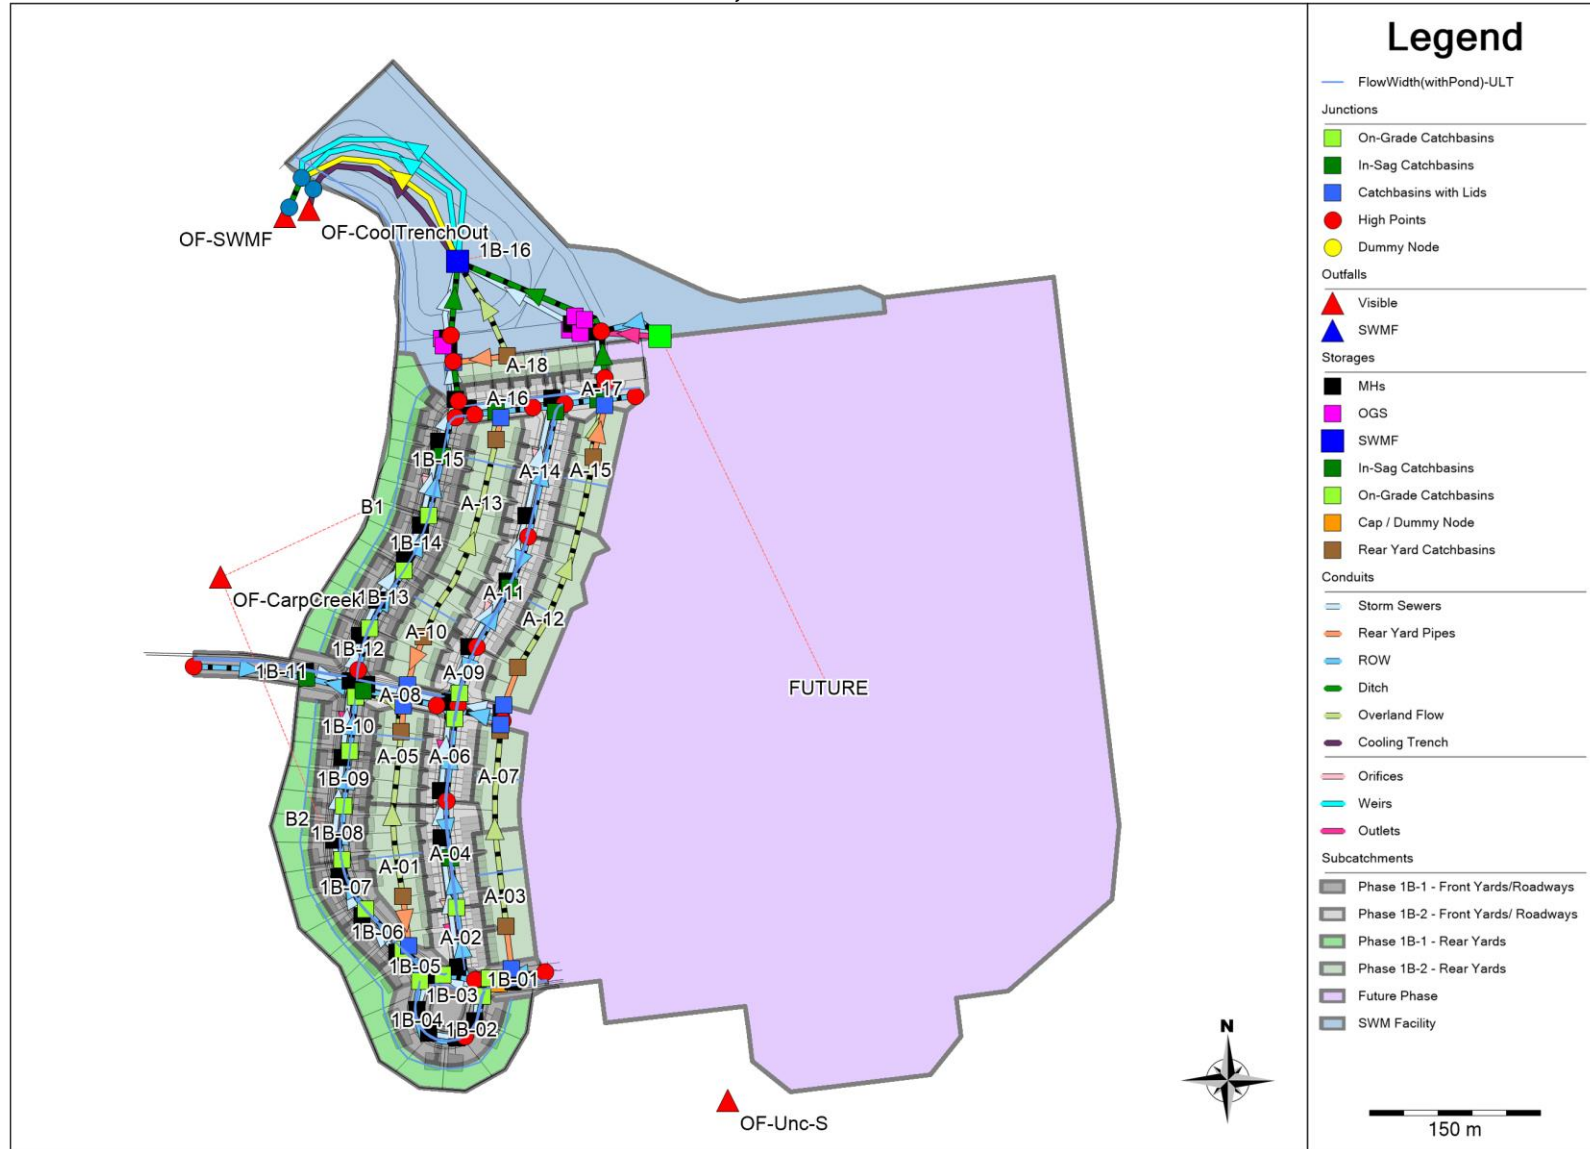 Legend
FlowWidth(withPond)-ULT
Junctions
On-Grade Catchbasins
In-Sag Catchbasins
Catchbasins with Lids
High Points
Dummy Node
Outfalls
Visible
SWMF
Storages
MHs
OGS
SWMF
In-Sag Catchbasins
On-Grade Catchbasins
Cap / Dummy Node
Rear Yard Catchbasins
Conduits
Storm Sewers
Rear Yard Pipes
ROW
Ditch
Overland Flow
Cooling Trench
Orifices
Weirs
Outlets
Subcatchments
Phase 1B-1 - Front Yards/Roadways
Phase 1B-2 - Front Yards/ Roadways
Phase 1B-1 - Rear Yards
Phase 1B-2 - Rear Yards
Future Phase
SWM Facility
150 m
N
OF-SWMF
OF-CoolTrenchOut
1B-16
A-18
A-17
A-16
1B-15
A-14
A-15
A-13
B1
1B-14
OF-CarpCreek
1B-13
A-11
A-12
A-10
1B-12
1B-11
A-09
A-08
FUTURE
1B-10
A-05
A-06
A-07
1B-09
B2
1B-08
A-04
A-01
1B-07
A-03
1B-06
A-02
1B-05
1B-01
1B-03
1B-04
1B-02
OF-Unc-S